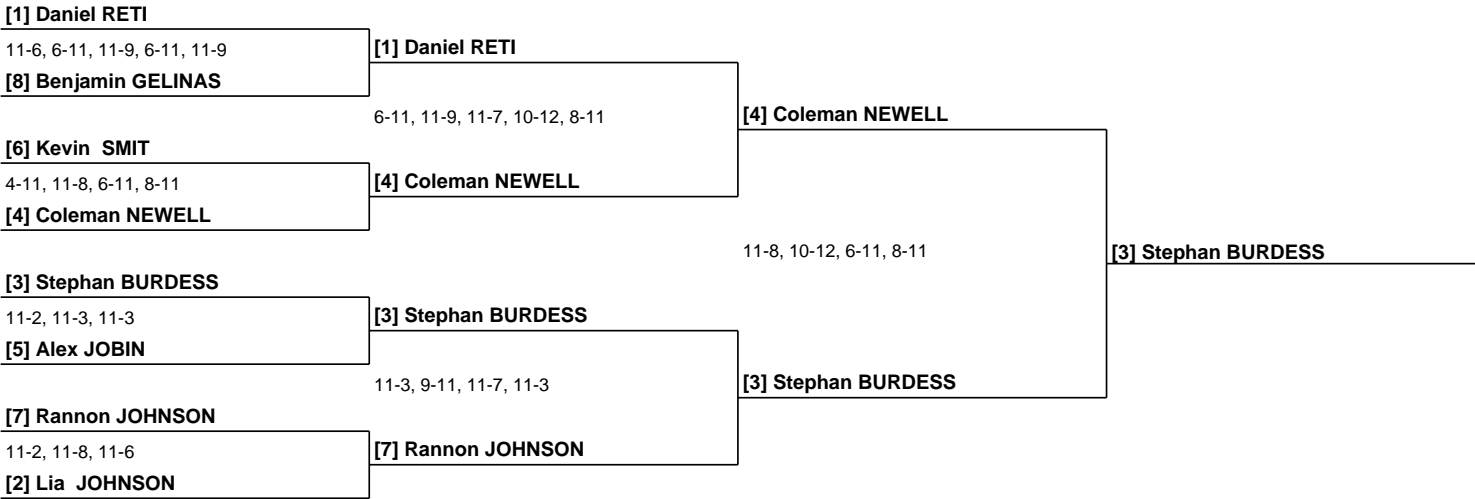 [1] Daniel RETI
11-6, 6-11, 11-9, 6-11, 11-9
[8] Benjamin GELINAS
[6] Kevin  SMIT
4-11, 11-8, 6-11, 8-11
[4] Coleman NEWELL
[3] Stephan BURDESS
11-2, 11-3, 11-3
[5] Alex JOBIN
[7] Rannon JOHNSON
11-2, 11-8, 11-6
[2] Lia  JOHNSON
[1] Daniel RETI
6-11, 11-9, 11-7, 10-12, 8-11
[4] Coleman NEWELL
[3] Stephan BURDESS
11-3, 9-11, 11-7, 11-3
[7] Rannon JOHNSON
[4] Coleman NEWELL
11-8, 10-12, 6-11, 8-11
[3] Stephan BURDESS
[3] Stephan BURDESS